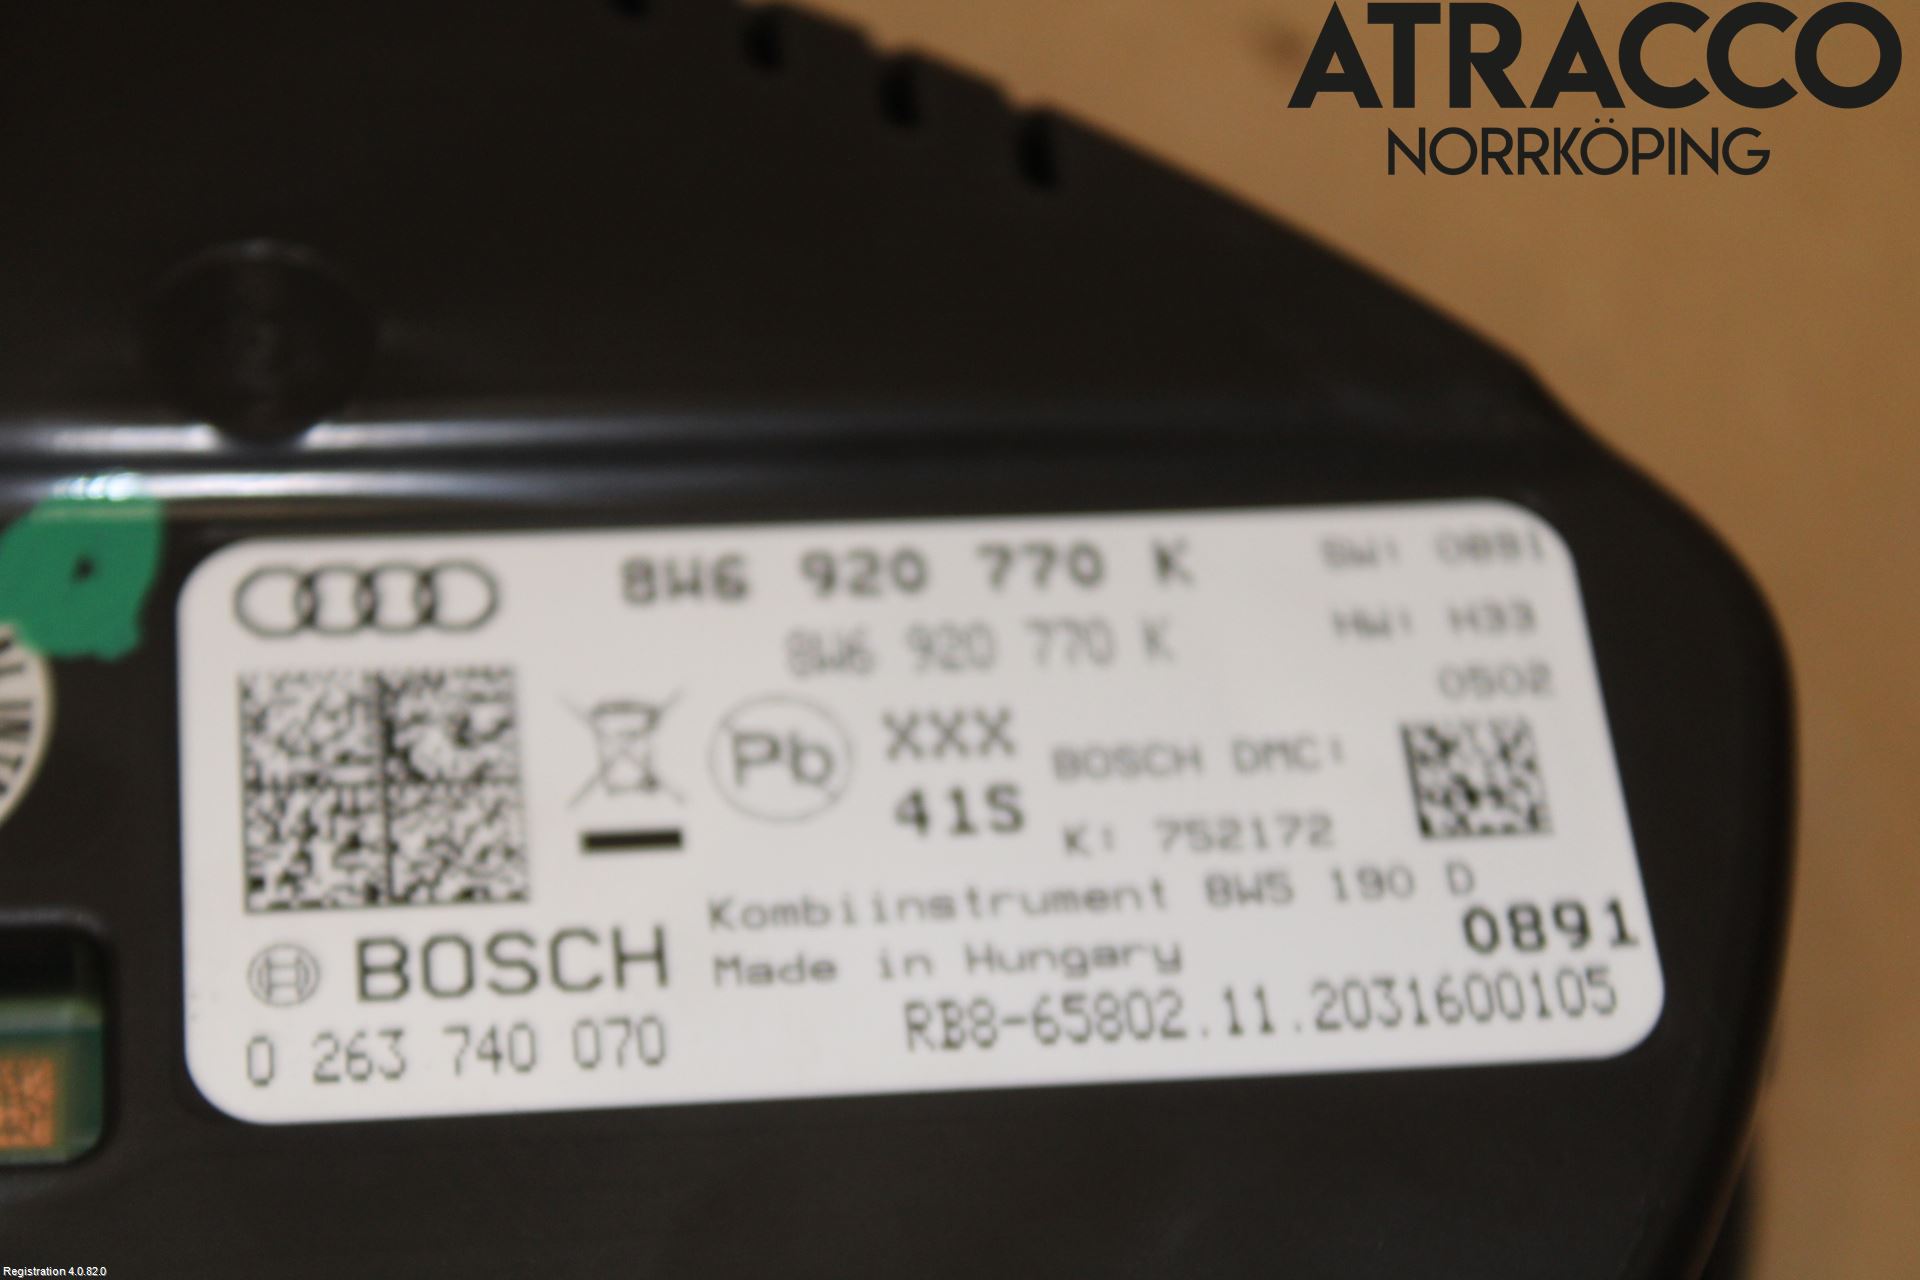 ATRACCO
NORRKÖPING
8W6 920 770 K
8W6 920 770 K
SW: 0891
HW: H33
0502
Pb
XXX
41S
BOSCH DMC:
K: 752172
Kombiinstrument 8W5 190 D
0891
Made in Hungary
BOSCH
0 263 740 070
RB8-65802.11.2031600105
Registration 4.0.82.0